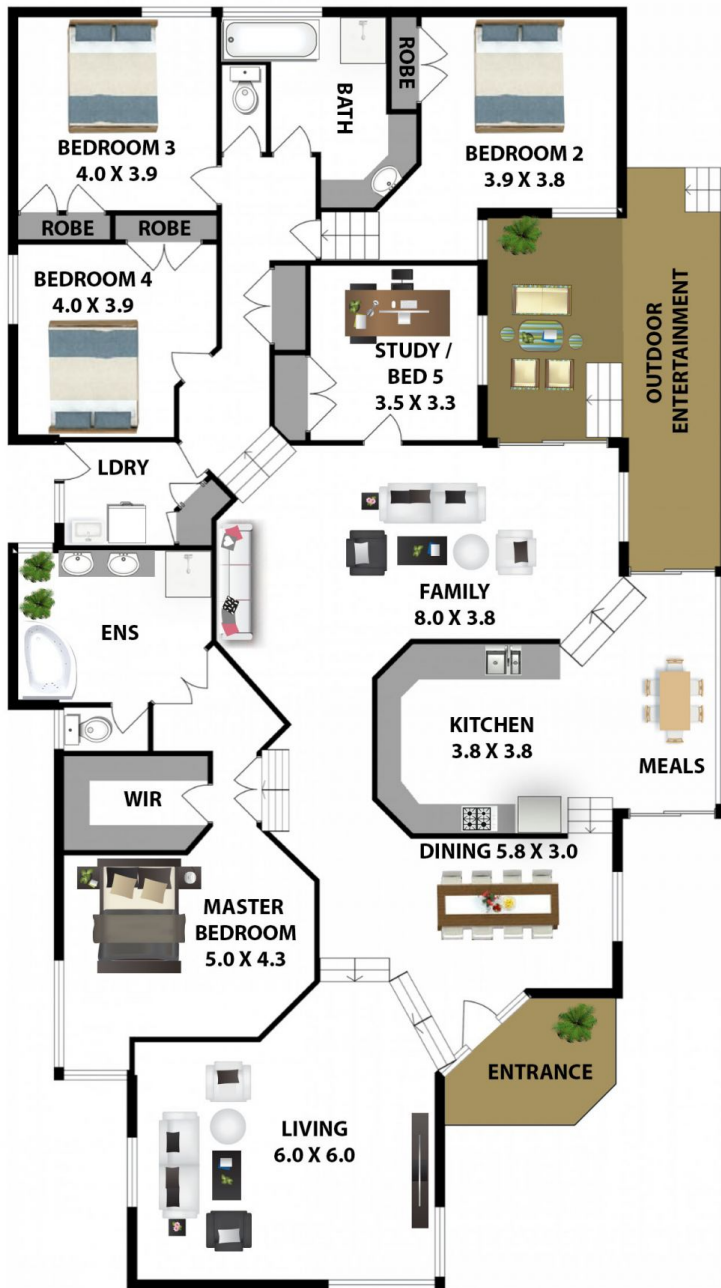 ROBE
BATH
BEDROOM 3
4.0 X 3.9
BEDROOM 2
3.9 X 3.8
ROBE
ROBE
BEDROOM 4
4.0 X 3.9
STUDY /
BED 5
3.5 X 3.3
OUTDOOR
ENTERTAINMENT
LDRY
FAMILY
8.0 X 3.8
ENS
KITCHEN
3.8 X 3.8
MEALS
WIR
DINING 5.8 X 3.0
MASTER
BEDROOM
5.0 X 4.3
ENTRANCE
LIVING
6.0 X 6.0